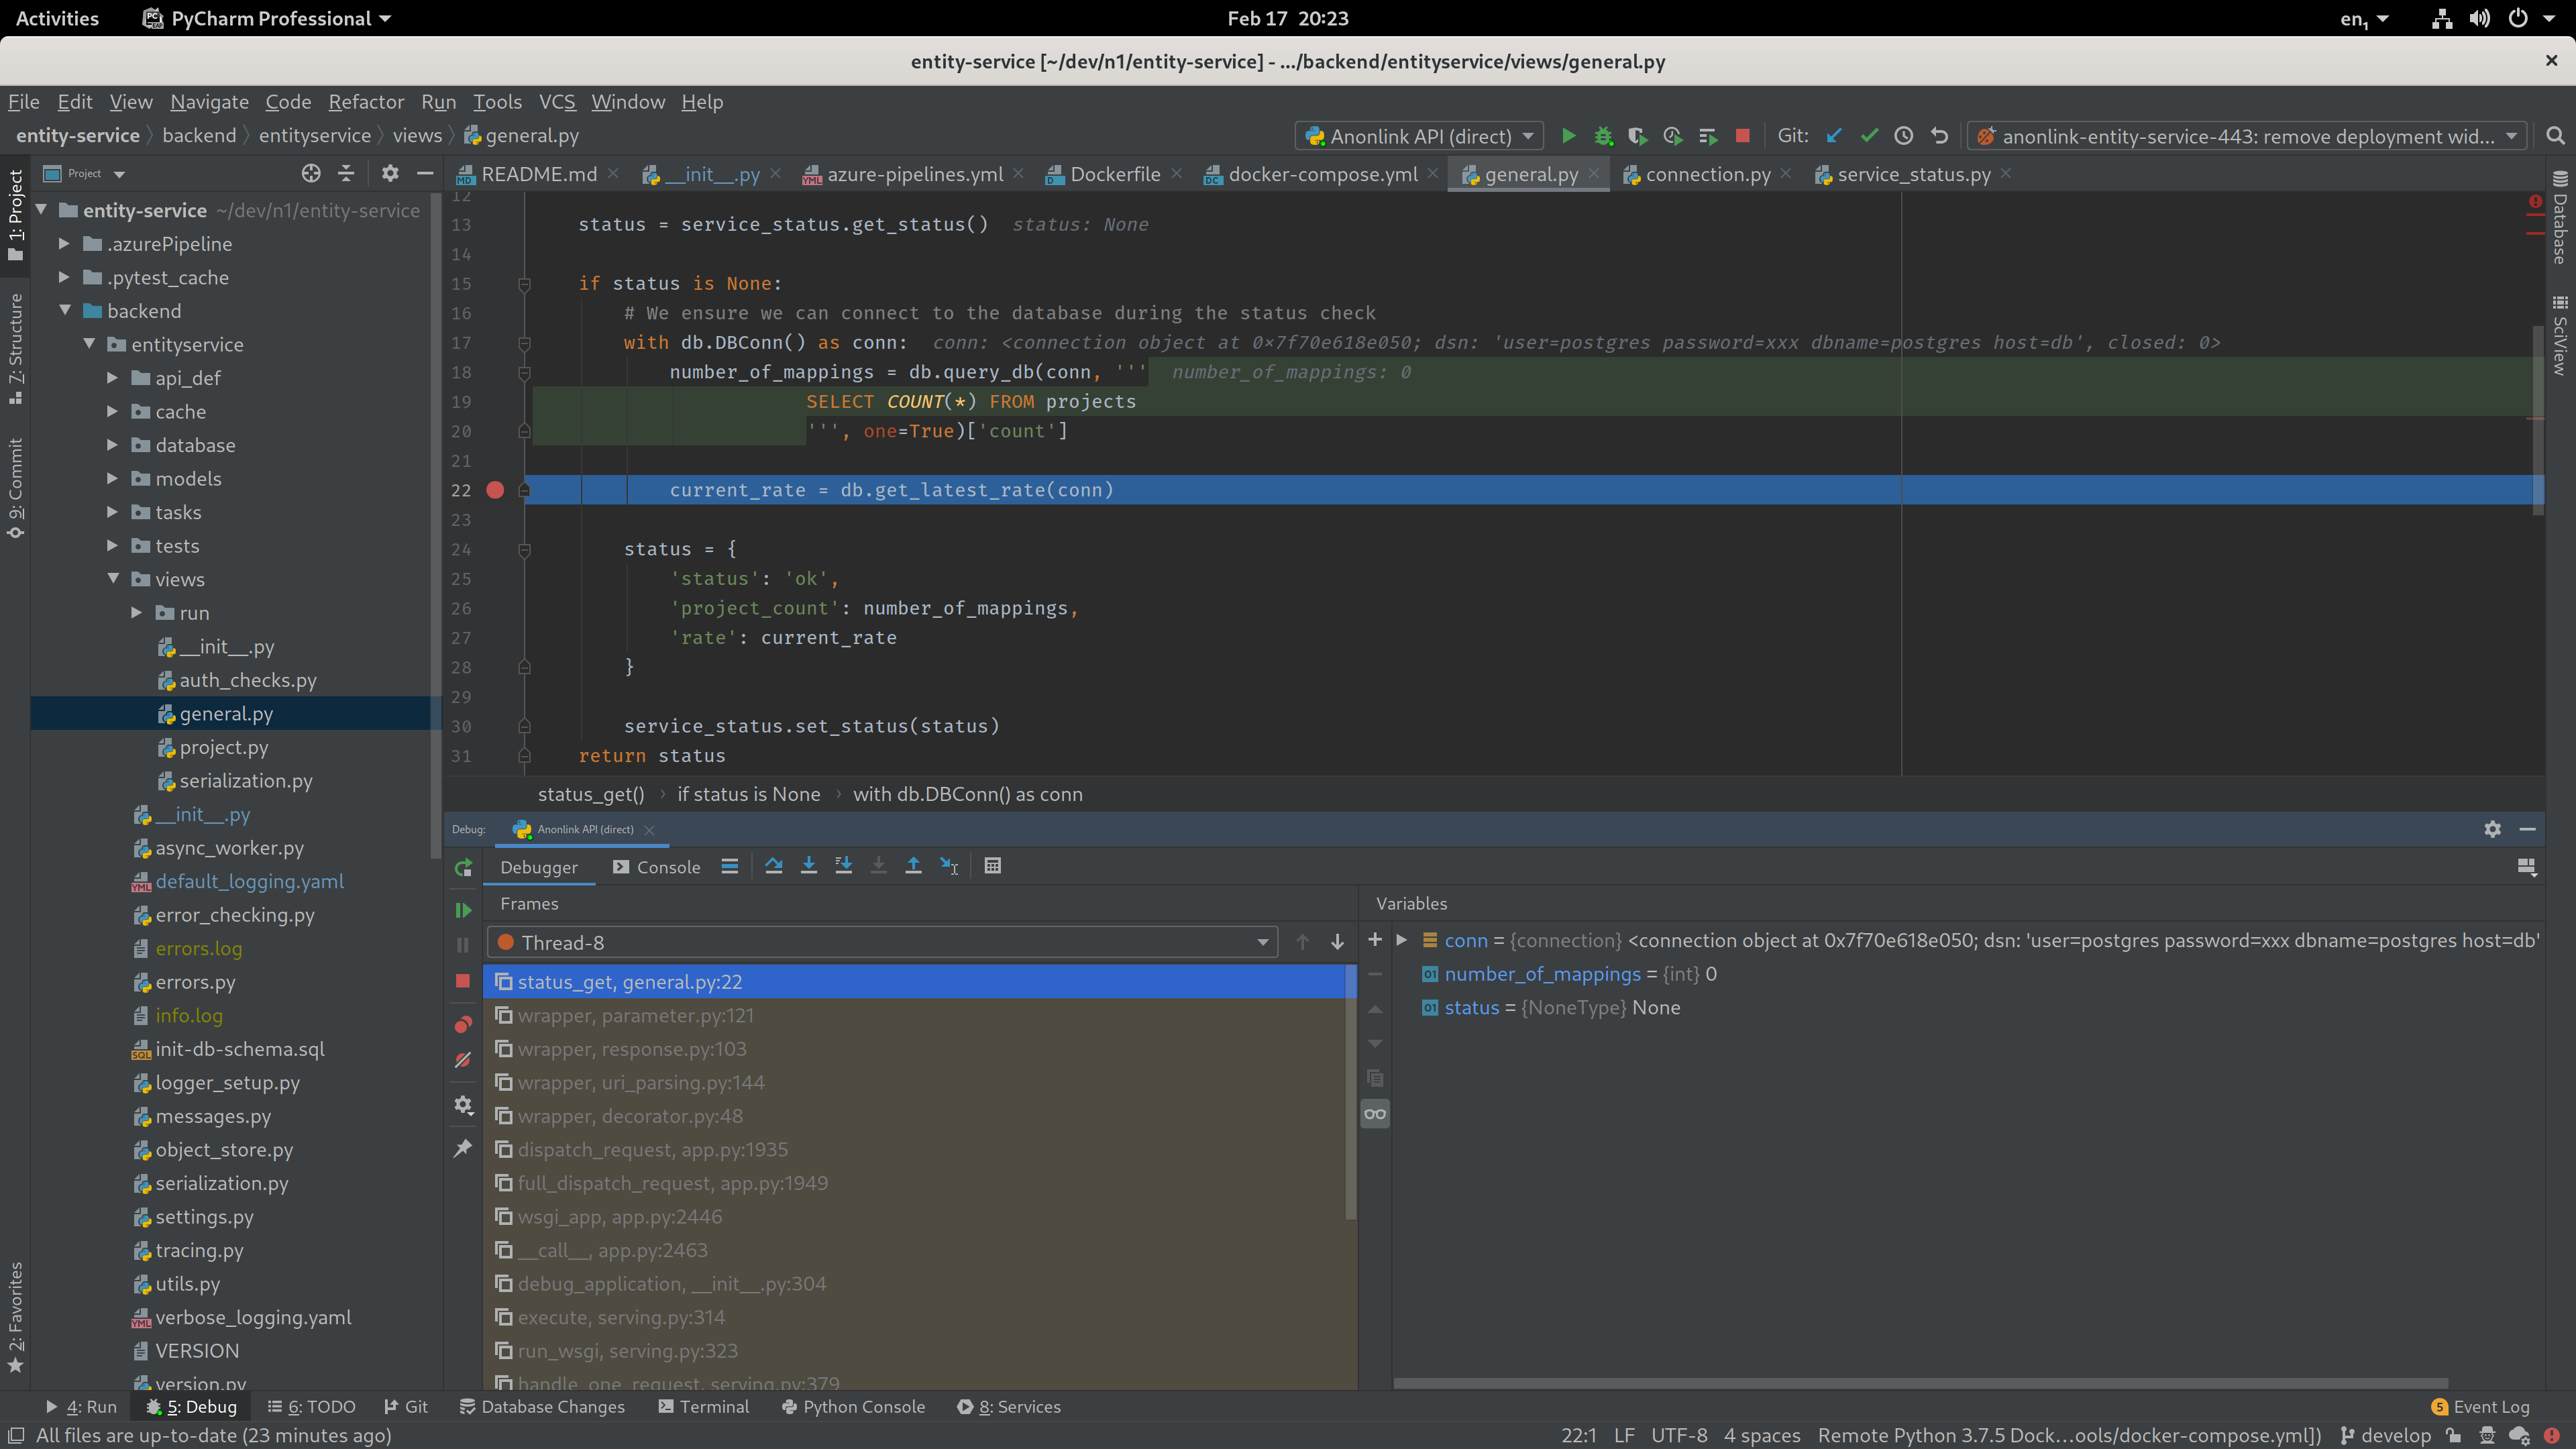 Activities PyCharm Professional Feb 17 20:23 en1
entity-service [~/dev/n1/entity-service] - .../backend/entityservice/views/general.py
File Edit View Navigate Code Refactor Run Tools VCS Window Help
entity-service backend entityservice views general.py Anonlink API (direct) Git: anonlink-entity-service-443: remove deployment wid...
Project
README.md __init__.py azure-pipelines.yml Dockerfile docker-compose.yml general.py connection.py service_status.py
1: Project
7: Structure
9: Commit
2: Favorites
entity-service ~/dev/n1/entity-service
.azurePipeline
.pytest_cache
backend
entityservice
api_def
cache
database
models
tasks
tests
views
run
__init__.py
auth_checks.py
general.py
project.py
serialization.py
__init__.py
async_worker.py
default_logging.yaml
error_checking.py
errors.log
errors.py
info.log
init-db-schema.sql
logger_setup.py
messages.py
object_store.py
serialization.py
settings.py
tracing.py
utils.py
verbose_logging.yaml
VERSION
version.py
12
13 status = service_status.get_status() status: None
14
15 if status is None:
16 # We ensure we can connect to the database during the status check
17 with db.DBConn() as conn: conn: <connection object at 0x7f70e618e050; dsn: 'user=postgres password=xxx dbname=postgres host=db', closed: 0>
18 number_of_mappings = db.query_db(conn, ''' number_of_mappings: 0
19 SELECT COUNT(*) FROM projects
20 ''', one=True)['count']
21
22 current_rate = db.get_latest_rate(conn)
23
24 status = {
25 'status': 'ok',
26 'project_count': number_of_mappings,
27 'rate': current_rate
28 }
29
30 service_status.set_status(status)
31 return status
status_get() if status is None with db.DBConn() as conn
Database
SciView
Debug: Anonlink API (direct)
Debugger Console
Frames
Thread-8
status_get, general.py:22
wrapper, parameter.py:121
wrapper, response.py:103
wrapper, uri_parsing.py:144
wrapper, decorator.py:48
dispatch_request, app.py:1935
full_dispatch_request, app.py:1949
wsgi_app, app.py:2446
__call__, app.py:2463
debug_application, __init__.py:304
execute, serving.py:314
run_wsgi, serving.py:323
handle_one_request, serving.py:379
Variables
conn = {connection} <connection object at 0x7f70e618e050; dsn: 'user=postgres password=xxx dbname=postgres host=db'
number_of_mappings = {int} 0
status = {NoneType} None
4: Run 5: Debug 6: TODO Git Database Changes Terminal Python Console 8: Services 5 Event Log
All files are up-to-date (23 minutes ago) 22:1 LF UTF-8 4 spaces Remote Python 3.7.5 Dock...ools/docker-compose.yml]) develop